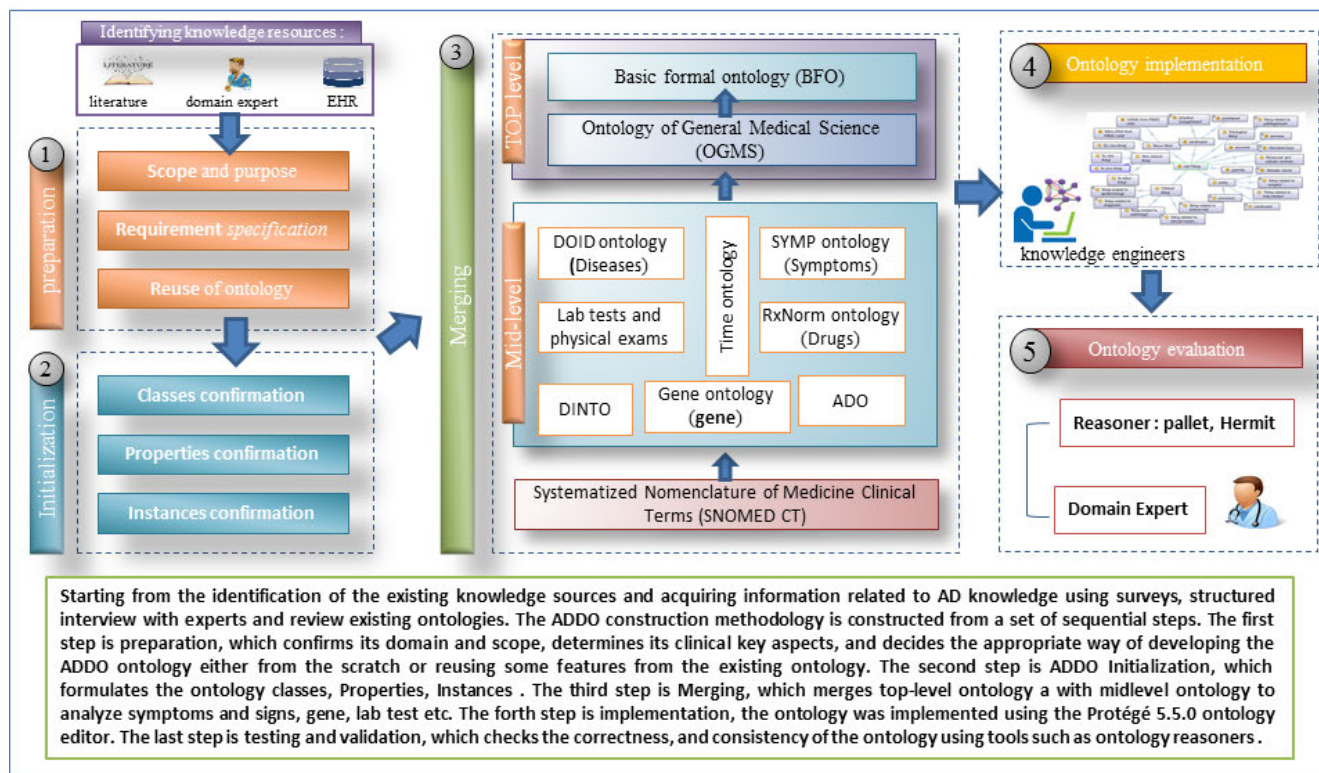 Identifying knowledge resources :
LITERATURE
literature
domain expert
EHR
1
preparation
Scope and purpose
Requirement specification
Reuse of ontology
2
Initialization
Classes confirmation
Properties confirmation
Instances confirmation
3
Merging
TOP level
Basic formal ontology (BFO)
Ontology of General Medical Science
(OGMS)
Mid-level
DOID ontology
(Diseases)
Time ontology
SYMP ontology
(Symptoms)
Lab tests and
physical exams
RxNorm ontology
(Drugs)
DINTO
Gene ontology
(gene)
ADO
Systematized Nomenclature of Medicine Clinical
Terms (SNOMED CT)
4
Ontology implementation
knowledge engineers
5
Ontology evaluation
Reasoner : pallet, Hermit
Domain Expert
Starting from the identification of the existing knowledge sources and acquiring information related to AD knowledge using surveys, structured
interview with experts and review existing ontologies. The ADDO construction methodology is constructed from a set of sequential steps. The first
step is preparation, which confirms its domain and scope, determines its clinical key aspects, and decides the appropriate way of developing the
ADDO ontology either from the scratch or reusing some features from the existing ontology. The second step is ADDO Initialization, which
formulates the ontology classes, Properties, Instances . The third step is Merging, which merges top-level ontology a with midlevel ontology to
analyze symptoms and signs, gene, lab test etc. The forth step is implementation, the ontology was implemented using the Protégé 5.5.0 ontology
editor. The last step is testing and validation, which checks the correctness, and consistency of the ontology using tools such as ontology reasoners .